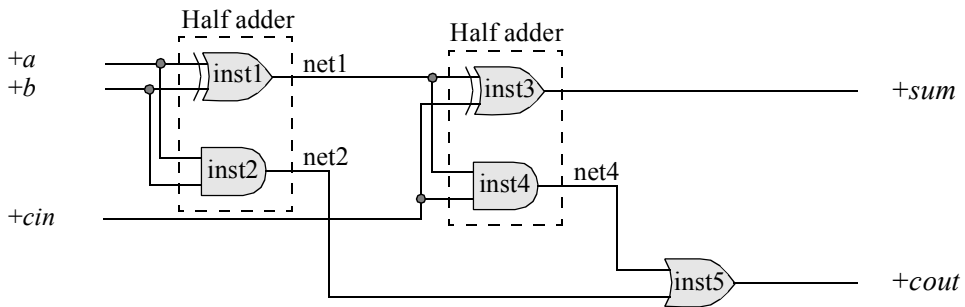 Half adder
Half adder
+a
+b
inst1
net1
inst3
+sum
inst2
net2
inst4
net4
+cin
inst5
+cout